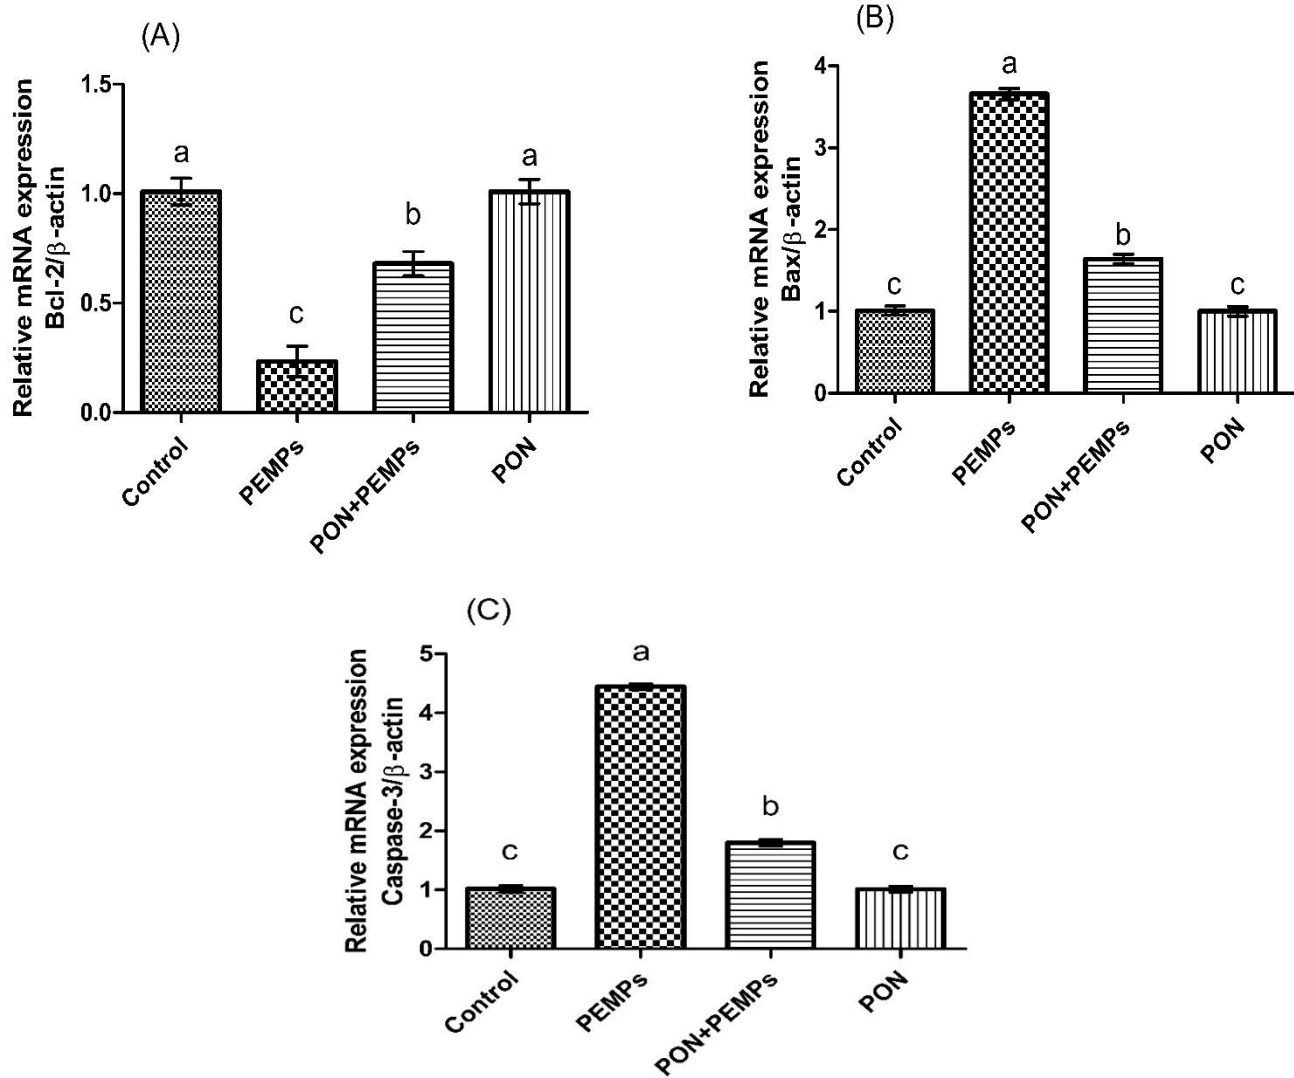 (A)
Relative mRNA expression
Bcl-2/β-actin
1.5
1.0
0.5
0.0
a
c
b
a
Control
PEMPs
PON+PEMPs
PON
(B)
Relative mRNA expression
Bax/β-actin
4
3
2
1
0
c
a
b
c
Control
PEMPs
PON+PEMPs
PON
(C)
Relative mRNA expression
Caspase-3/β-actin
5
4
3
2
1
0
c
a
b
c
Control
PEMPs
PON+PEMPs
PON